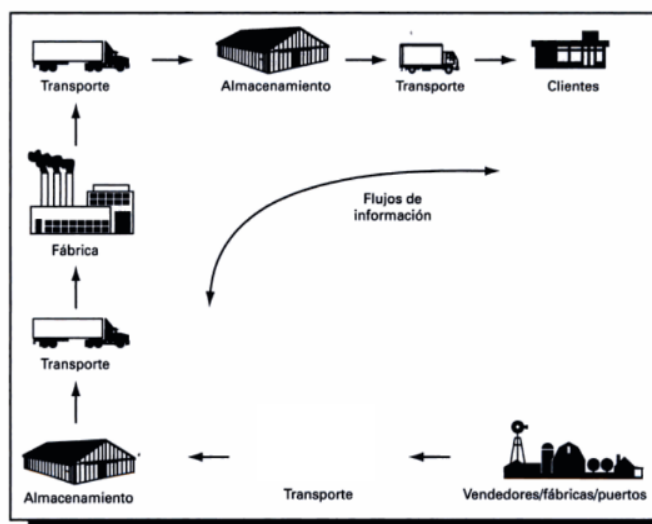 Transporte
Almacenamiento
Transporte
Clientes
Flujos de
información
Fábrica
Transporte
Almacenamiento
Transporte
Vendedores/fábricas/puertos